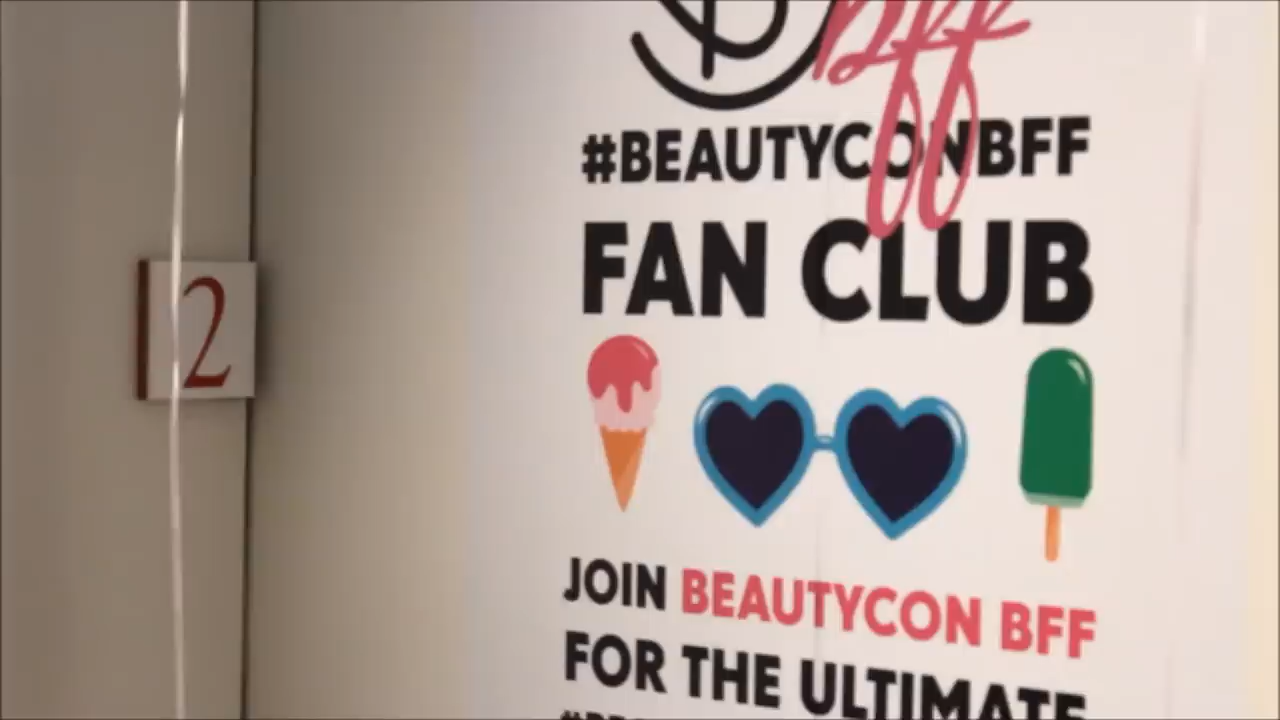 Bff
#BEAUTYCONBFF
FAN CLUB
2
JOIN BEAUTYCON BFF
FOR THE ULTIMATE